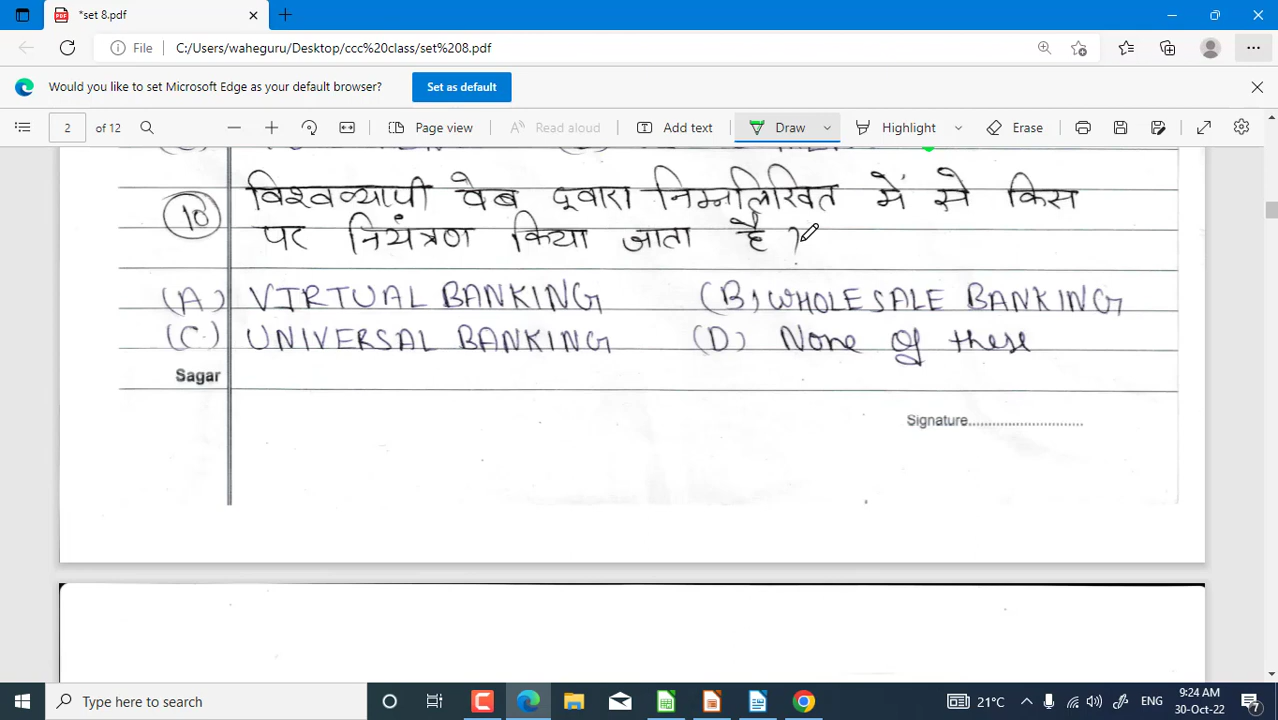 *set 8.pdf
File C:/Users/waheguru/Desktop/ccc%20class/set%208.pdf
Would you like to set Microsoft Edge as your default browser? Set as default
2 of 12 Page view Read aloud Add text Draw Highlight Erase
10 विश्वव्यापी वेब द्वारा निम्नलिखित में से किस
पर नियंत्रण किया जाता है ?
(A) VIRTUAL BANKING (B) WHOLESALE BANKING
(C) UNIVERSAL BANKING (D) None of these
Sagar
Signature..............................
Type here to search 21°C ENG 9:24 AM
30-Oct-22 7